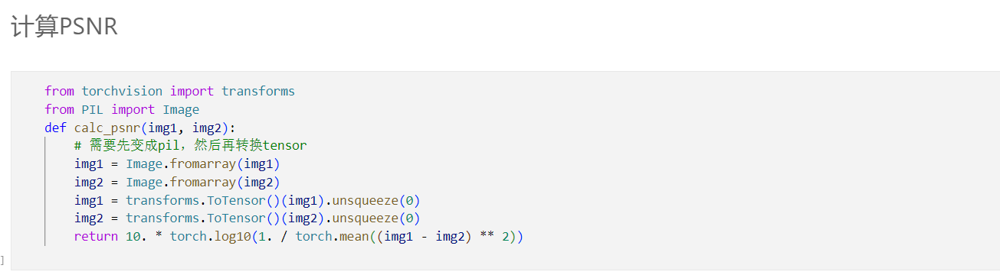 计算PSNR
from torchvision import transforms
from PIL import Image
def calc_psnr(img1, img2):
# 需要先变成pil，然后再转换tensor
img1 = Image.fromarray(img1)
img2 = Image.fromarray(img2)
img1 = transforms.ToTensor()(img1).unsqueeze(0)
img2 = transforms.ToTensor()(img2).unsqueeze(0)
return 10. * torch.log10(1. / torch.mean((img1 - img2) ** 2))
]